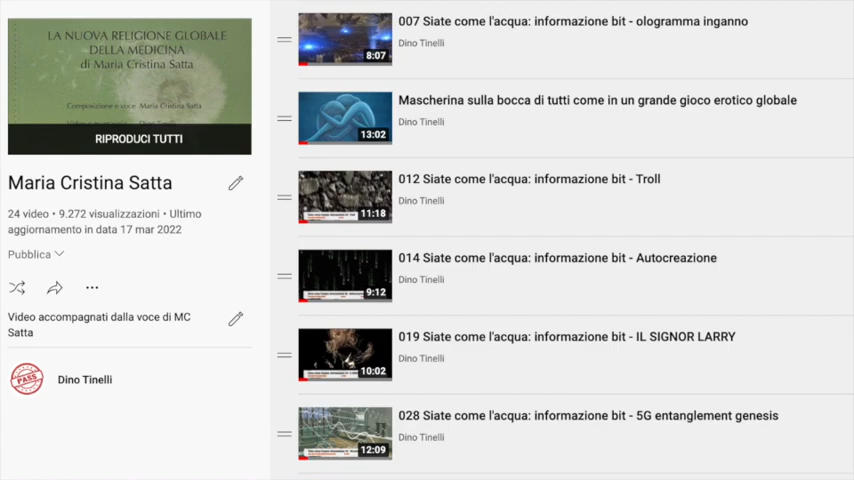 LA NUOVA RELIGIONE GLOBALE
DELLA MEDICINA
di Maria Cristina Satta
Composizione e voce Maria Cristina Satta
RIPRODUCI TUTTI
Maria Cristina Satta
24 video • 9.272 visualizzazioni • Ultimo
aggiornamento in data 17 mar 2022
Pubblica
Video accompagnati dalla voce di MC
Satta
PASS
Dino Tinelli
007 Siate come l'acqua: informazione bit - ologramma inganno
Dino Tinelli
8:07
Mascherina sulla bocca di tutti come in un grande gioco erotico globale
Dino Tinelli
13:02
012 Siate come l'acqua: informazione bit - Troll
Dino Tinelli
11:18
014 Siate come l'acqua: informazione bit - Autocreazione
Dino Tinelli
9:12
019 Siate come l'acqua: informazione bit - IL SIGNOR LARRY
Dino Tinelli
10:02
028 Siate come l'acqua: informazione bit - 5G entanglement genesis
Dino Tinelli
12:09